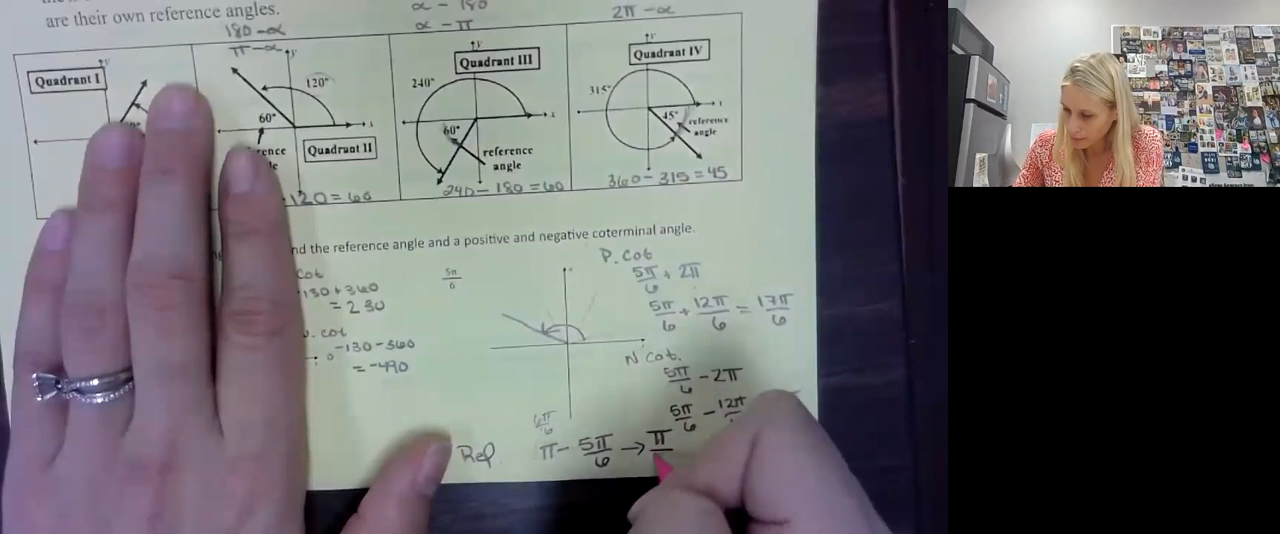 are their own reference angles.
180-α
π-α
α - 180
α - π
2π-α
Quadrant I
y
Quadrant II
y
120°
60°
x
120=60
Quadrant III
y
240°
60°
x
reference
angle
240-180=60
Quadrant IV
y
315°
45°
x
reference
angle
360-315=45
nd the reference angle and a positive and negative coterminal angle.
cot
-130+360
=230
cot
-130-360
=-490
5π/6
P. Cot
5π/6 + 2π
5π/6 + 12π/6 = 17π/6
N Cot.
5π/6 - 2π
5π/6 - 12π
6π/6
Ref.
π - 5π/6 → π